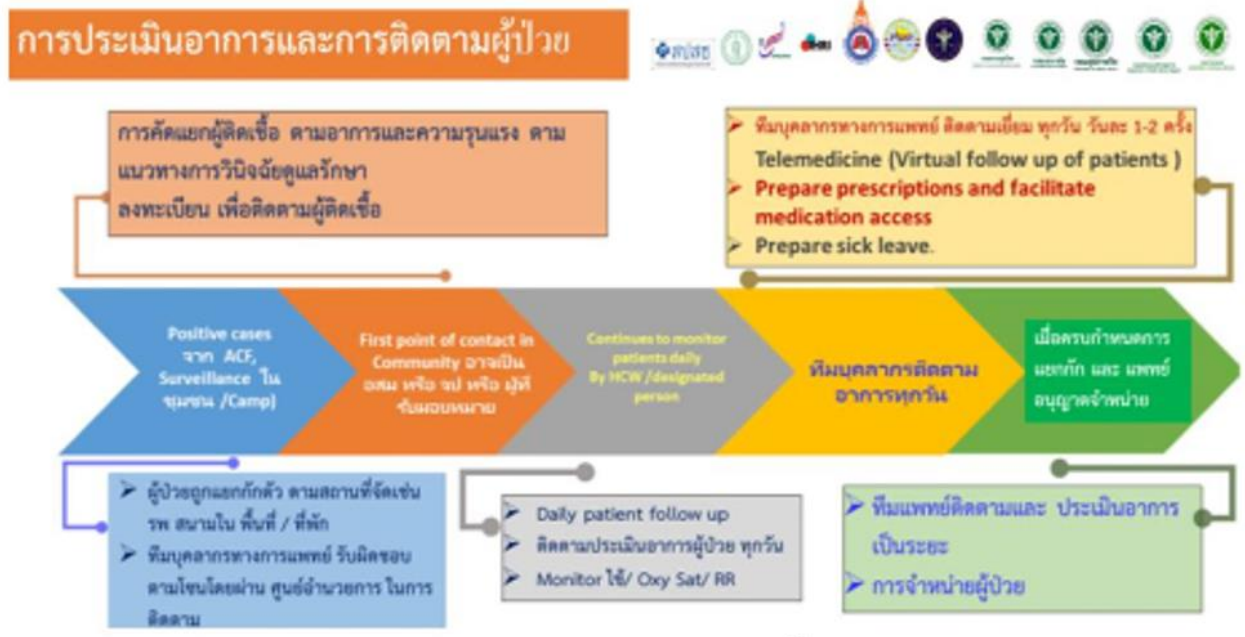 การประเมินอาการและการติดตามผู้ป่วย
สปสช
การคัดแยกผู้ติดเชื้อ ตามอาการและความรุนแรง ตาม
แนวทางการวินิจฉัยดูแลรักษา
ลงทะเบียน เพื่อติดตามผู้ติดเชื้อ
ทีมบุคลากรทางการแพทย์ ติดตามเยี่ยม ทุกวัน วันละ 1-2 ครั้ง
Telemedicine (Virtual follow up of patients )
Prepare prescriptions and facilitate
medication access
Prepare sick leave.
Positive cases
จาก ACF,
Surveillance ใน
ชุมชน /Camp)
First point of contact in
Community อาจเป็น
อสม หรือ จป หรือ ผู้ที่
รับมอบหมาย
Continues to monitor
patients daily
By HCW /designated
person
ทีมบุคลากรติดตาม
อาการทุกวัน
เมื่อครบกำหนดการ
แยกกัก และ แพทย์
อนุญาตจำหน่าย
ผู้ป่วยถูกแยกกักตัว ตามสถานที่จัดเช่น
รพ สนามใน พื้นที่ / ที่พัก
ทีมบุคลากรทางการแพทย์ รับผิดชอบ
ตามโซนโดยผ่าน ศูนย์อำนวยการ ในการ
ติดตาม
Daily patient follow up
ติดตามประเมินอาการผู้ป่วย ทุกวัน
Monitor ไข้/ Oxy Sat/ RR
ทีมแพทย์ติดตามและ ประเมินอาการ
เป็นระยะ
การจำหน่ายผู้ป่วย